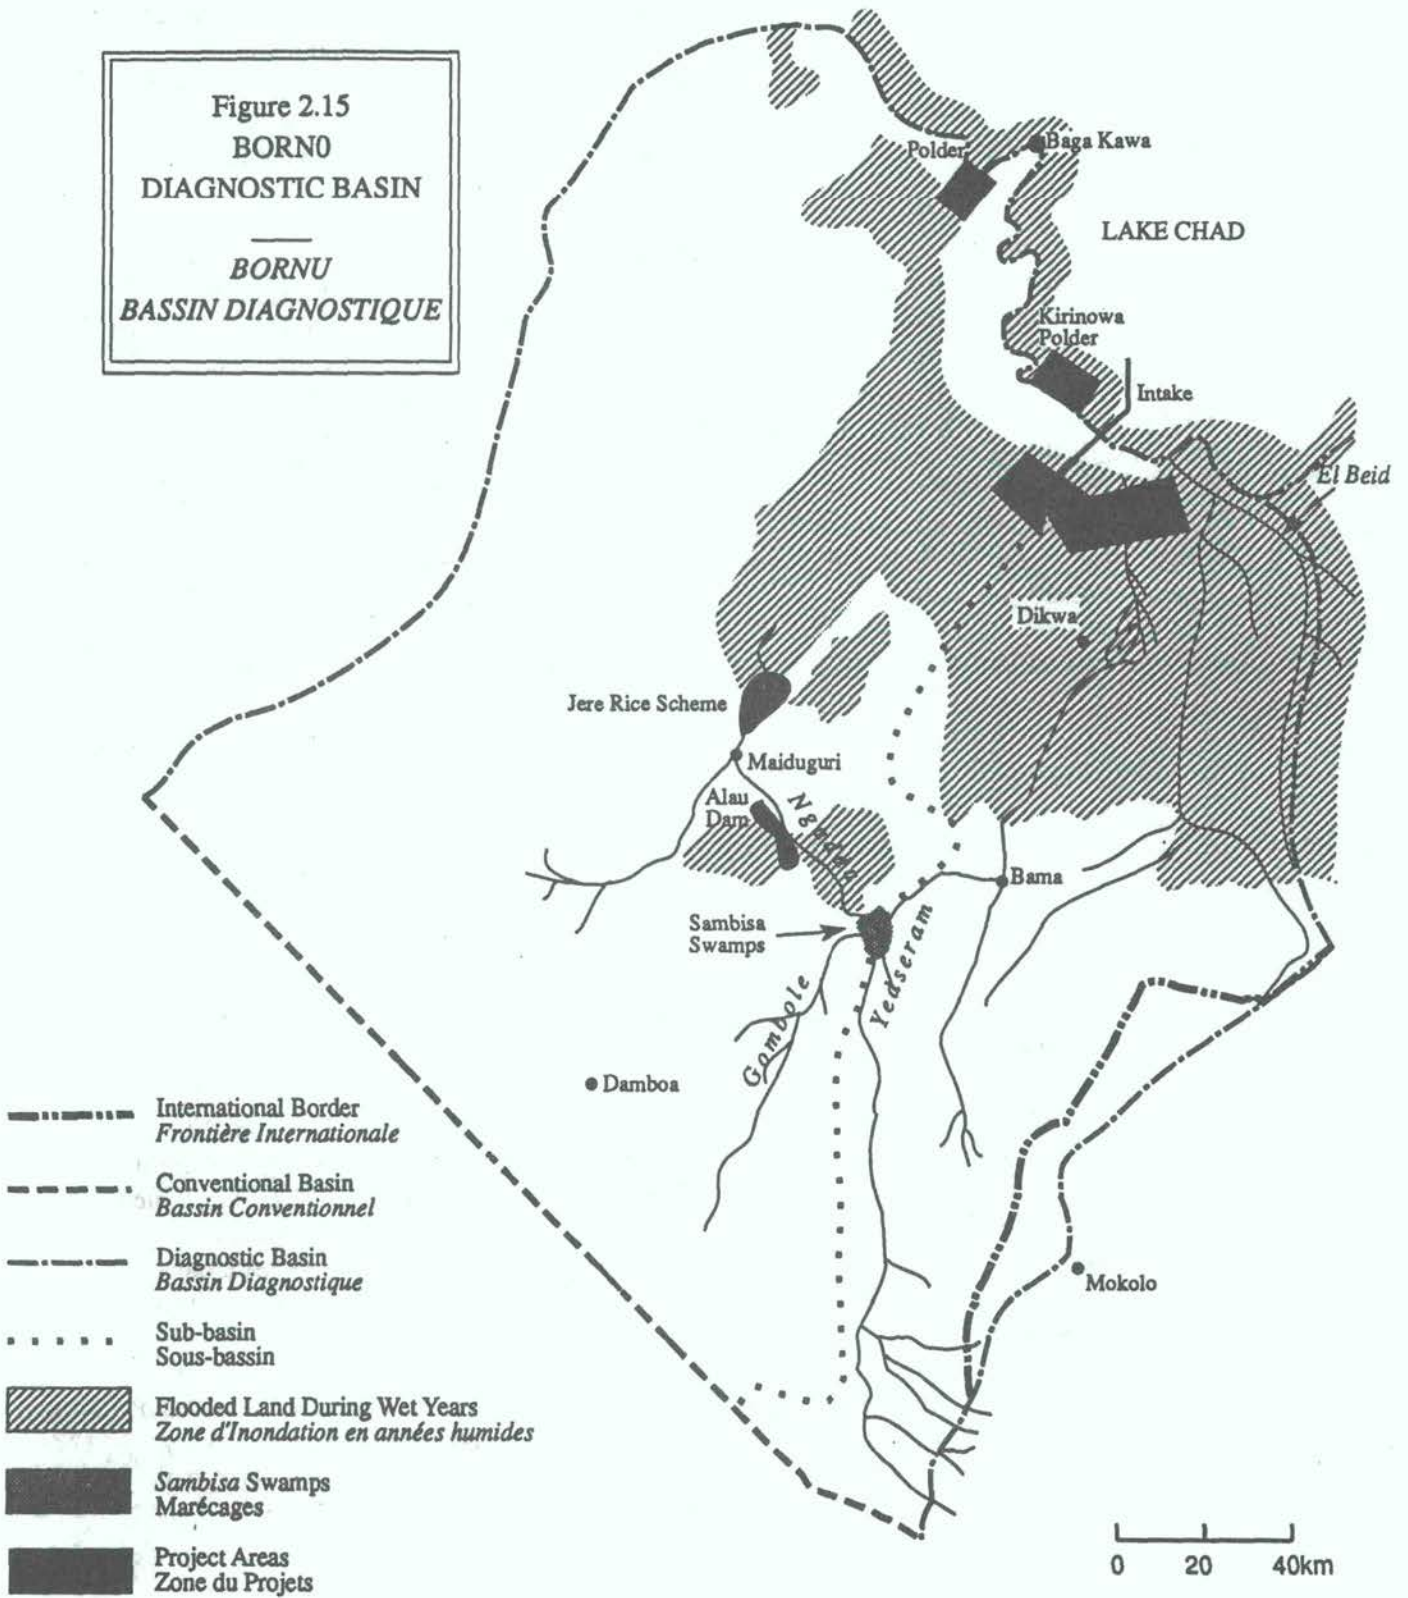 Figure 2.15
BORN0
DIAGNOSTIC BASIN
BORNU
BASSIN DIAGNOSTIQUE
Polder
Baga Kawa
LAKE CHAD
Kirinowa
Polder
Intake
El Beid
Dikwa
Jere Rice Scheme
Maiduguri
Alau
Dam
Ngadda
Bama
Sambisa
Swamps
Yedseram
Gombole
Damboa
Mokolo
International Border
Frontière Internationale
Conventional Basin
Bassin Conventionnel
Diagnostic Basin
Bassin Diagnostique
Sub-basin
Sous-bassin
Flooded Land During Wet Years
Zone d'Inondation en années humides
Sambisa Swamps
Marécages
Project Areas
Zone du Projets
0 20 40km